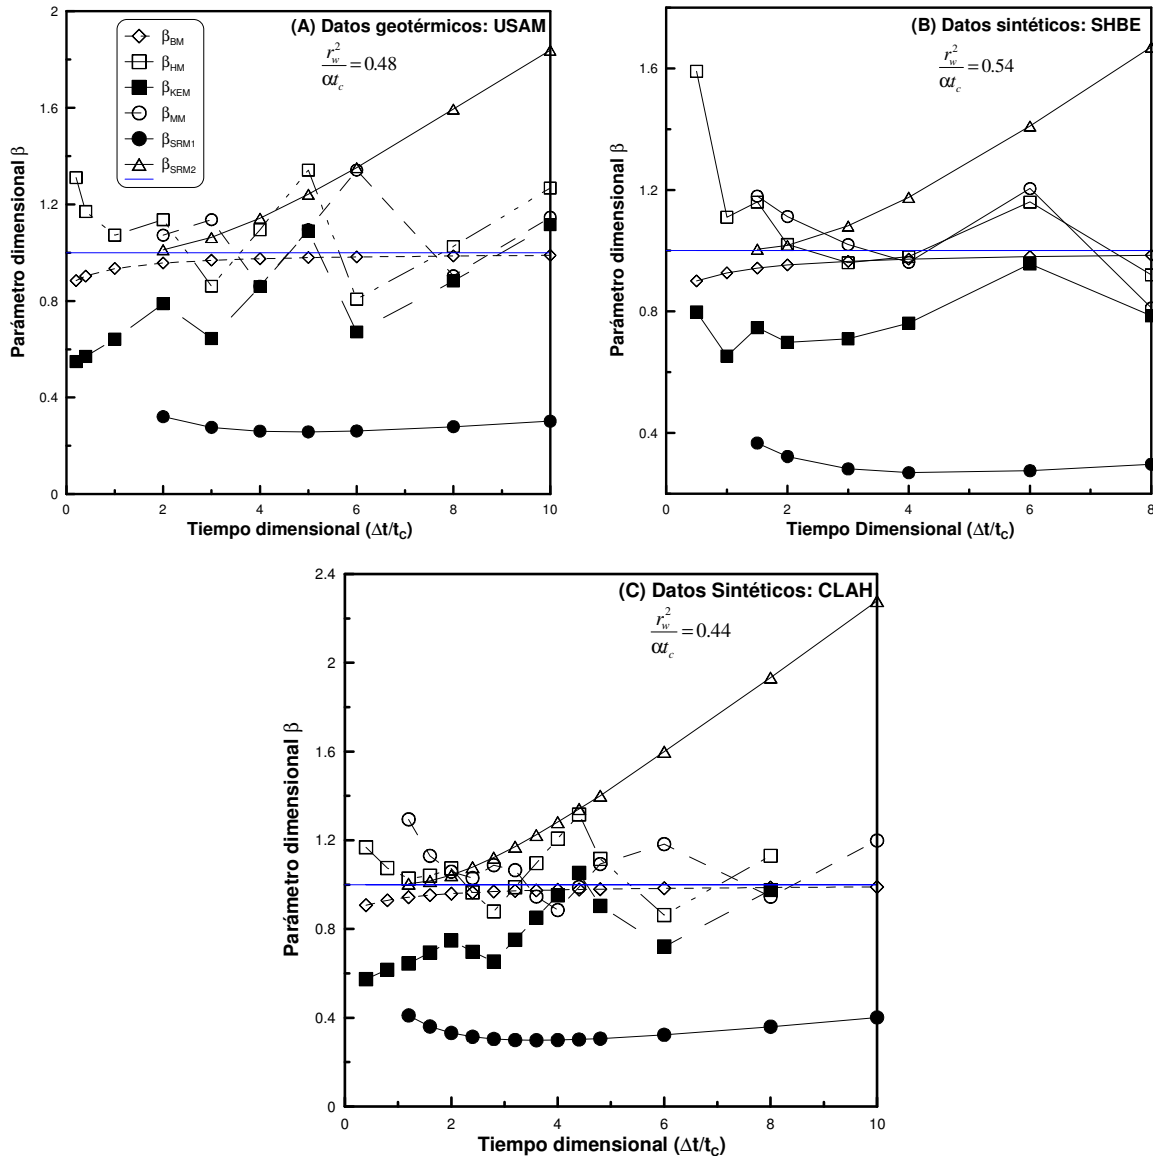 (A) Datos geotérmicos: USAM
r_w^2/αt_c = 0.48
β_BM
β_HM
β_KEM
β_MM
β_SRM1
β_SRM2
Parámetro dimensional β
2
1.6
1.2
0.8
0.4
0
0 2 4 6 8 10
Tiempo dimensional (Δt/t_C)
(B) Datos sintéticos: SHBE
r_w^2/αt_c = 0.54
Parámetro dimensional β
1.6
1.2
0.8
0.4
0 2 4 6 8
Tiempo Dimensional (Δt/t_C)
(C) Datos Sintéticos: CLAH
r_w^2/αt_c = 0.44
Parámetro dimensional β
2.4
2
1.6
1.2
0.8
0.4
0
0 2 4 6 8 10
Tiempo dimensional (Δt/t_C)